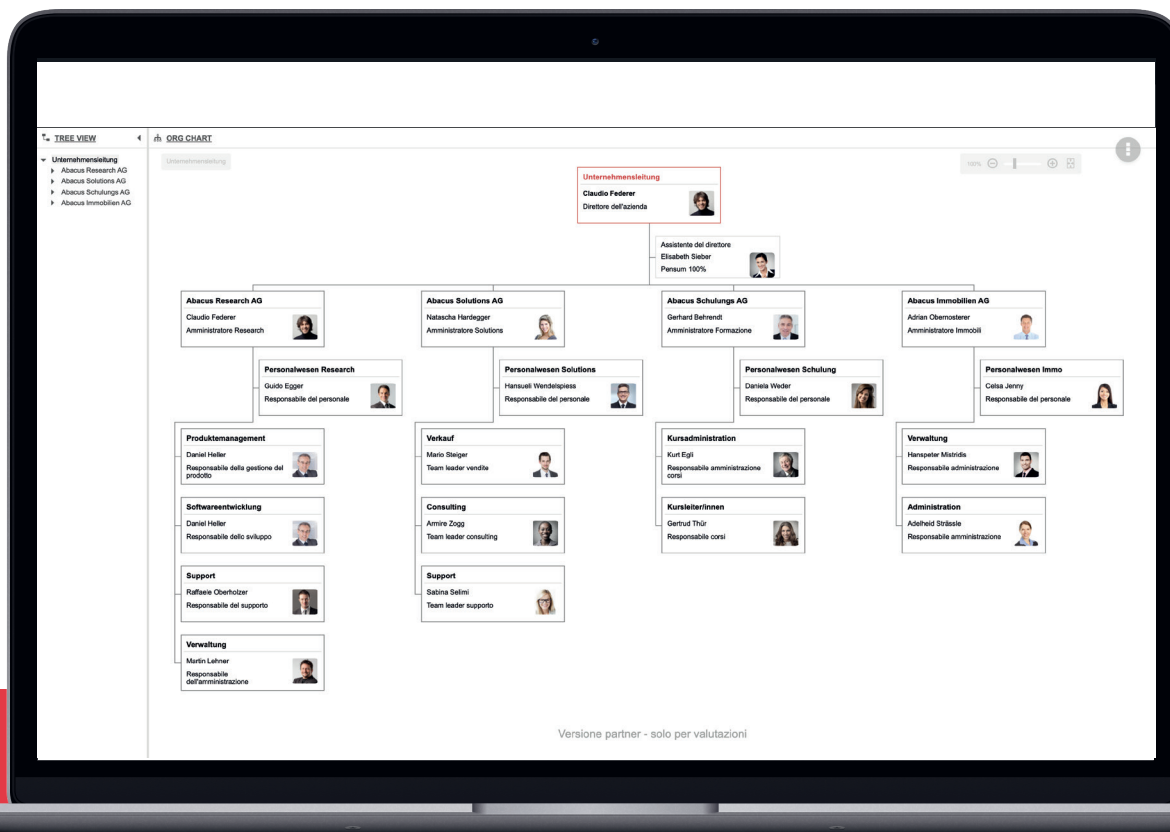 TREE VIEW
ORG CHART
Unternehmensleitung
Abacus Research AG
Abacus Solutions AG
Abacus Schulungs AG
Abacus Immobilien AG
Unternehmensleitung
100%
Unternehmensleitung
Claudio Federer
Direttore dell'azienda
Assistente del direttore
Elisabeth Sieber
Pensum 100%
Abacus Research AG
Claudio Federer
Amministratore Research
Abacus Solutions AG
Natascha Hardegger
Amministratore Solutions
Abacus Schulungs AG
Gerhard Behrendt
Amministratore Formazione
Abacus Immobilien AG
Adrian Obernosterer
Amministratore Immobili
Personalwesen Research
Guido Egger
Responsabile del personale
Personalwesen Solutions
Hansueli Wendelspiess
Responsabile del personale
Personalwesen Schulung
Daniela Weder
Responsabile del personale
Personalwesen Immo
Celsa Jenny
Responsabile del personale
Produktemanagement
Daniel Heller
Responsabile della gestione del
prodotto
Verkauf
Mario Steiger
Team leader vendite
Kursadministration
Kurt Egli
Responsabile amministrazione
corsi
Verwaltung
Hanspeter Mistridis
Responsabile administrazione
Softwareentwicklung
Daniel Heller
Responsabile dello sviluppo
Consulting
Armire Zogg
Team leader consulting
Kursleiter/innen
Gertrud Thür
Responsabile corsi
Administration
Adelheid Strässle
Responsabile amministrazione
Support
Raffaele Oberholzer
Responsabile del supporto
Support
Sabina Selimi
Team leader supporto
Verwaltung
Martin Lehner
Responsabile
dell'amministrazione
Versione partner - solo per valutazioni